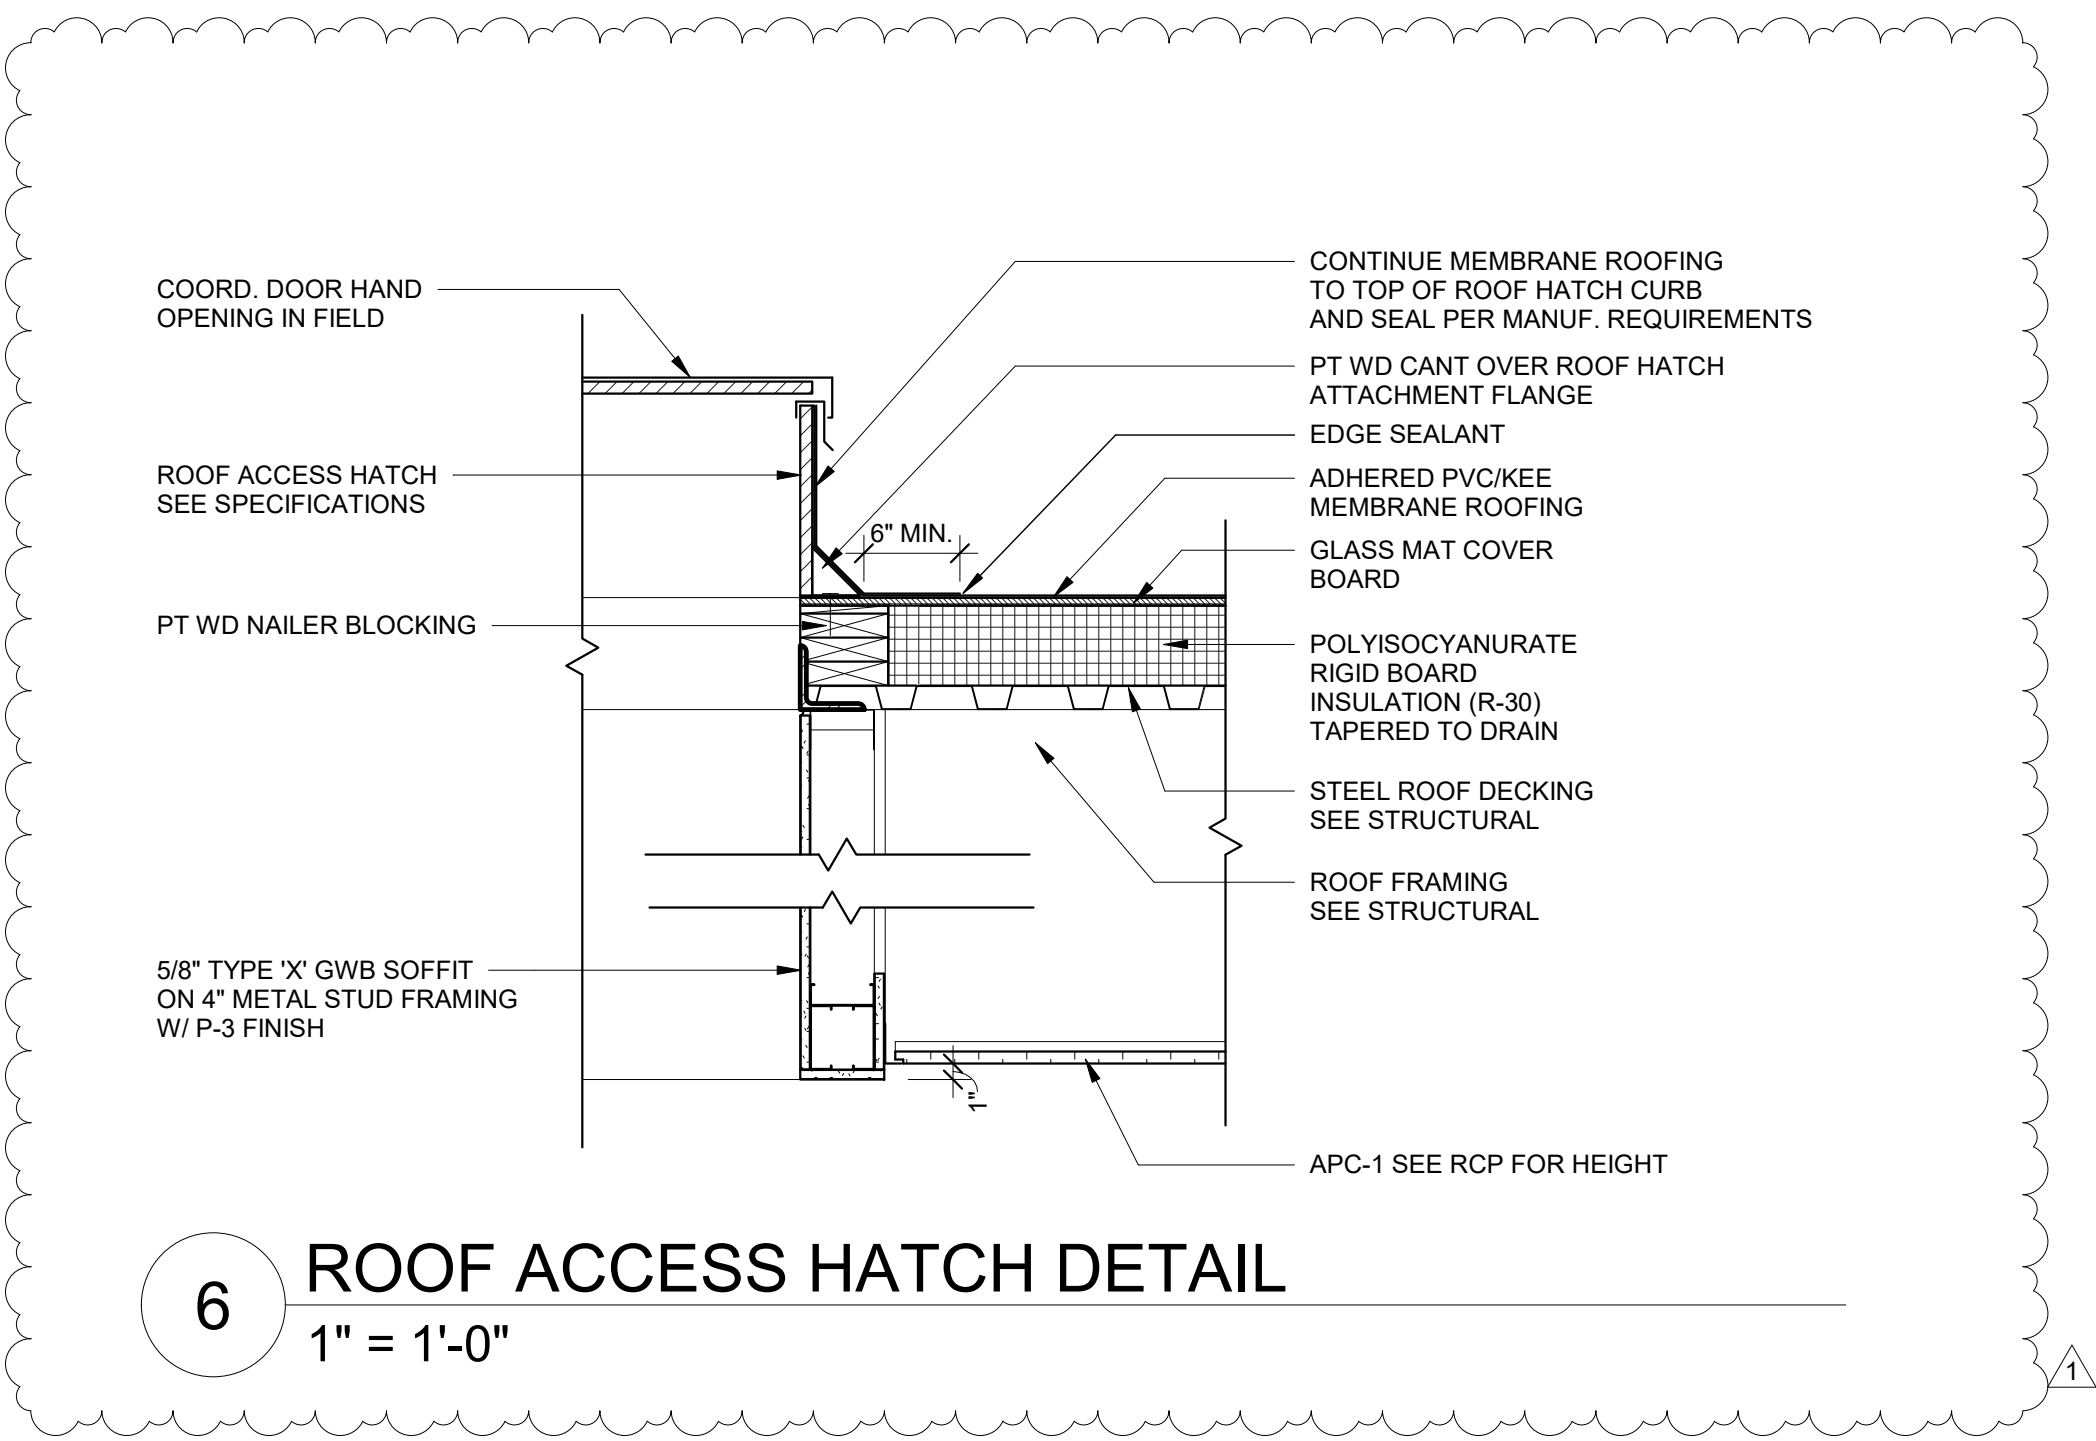 COORD. DOOR HAND
OPENING IN FIELD
ROOF ACCESS HATCH
SEE SPECIFICATIONS
PT WD NAILER BLOCKING
5/8" TYPE 'X' GWB SOFFIT
ON 4" METAL STUD FRAMING
W/ P-3 FINISH
6" MIN.
1"
CONTINUE MEMBRANE ROOFING
TO TOP OF ROOF HATCH CURB
AND SEAL PER MANUF. REQUIREMENTS
PT WD CANT OVER ROOF HATCH
ATTACHMENT FLANGE
EDGE SEALANT
ADHERED PVC/KEE
MEMBRANE ROOFING
GLASS MAT COVER
BOARD
POLYISOCYANURATE
RIGID BOARD
INSULATION (R-30)
TAPERED TO DRAIN
STEEL ROOF DECKING
SEE STRUCTURAL
ROOF FRAMING
SEE STRUCTURAL
APC-1 SEE RCP FOR HEIGHT
6
ROOF ACCESS HATCH DETAIL
1" = 1'-0"
1